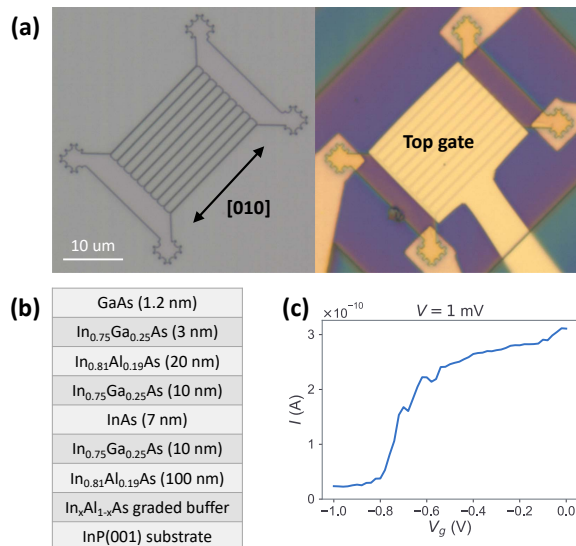 (a)
Top gate
[010]
10 um
(b)
GaAs (1.2 nm)
In₀.₇₅Ga₀.₂₅As (3 nm)
In₀.₈₁Al₀.₁₉As (20 nm)
In₀.₇₅Ga₀.₂₅As (10 nm)
InAs (7 nm)
In₀.₇₅Ga₀.₂₅As (10 nm)
In₀.₈₁Al₀.₁₉As (100 nm)
InₓAl₁₋ₓAs graded buffer
InP(001) substrate
(c)
×10⁻¹⁰
V = 1 mV
3
2
1
0
I (A)
-1.0 -0.8 -0.6 -0.4 -0.2 0.0
Vg (V)